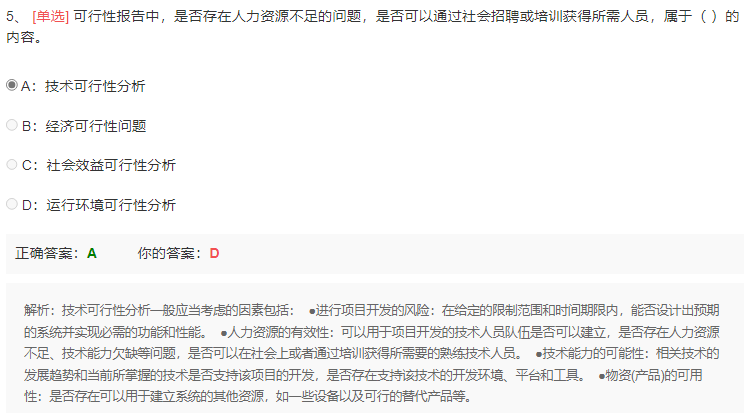 5、 [单选] 可行性报告中，是否存在人力资源不足的问题，是否可以通过社会招聘或培训获得所需人员，属于（ ）的
内容。
A：技术可行性分析
B：经济可行性问题
C：社会效益可行性分析
D：运行环境可行性分析
正确答案：A 你的答案：D
解析：技术可行性分析一般应当考虑的因素包括： ●进行项目开发的风险：在给定的限制范围和时间期限内，能否设计出预期
的系统并实现必需的功能和性能。 ●人力资源的有效性：可以用于项目开发的技术人员队伍是否可以建立，是否存在人力资源
不足、技术能力欠缺等问题，是否可以在社会上或者通过培训获得所需要的熟练技术人员。 ●技术能力的可能性：相关技术的
发展趋势和当前所掌握的技术是否支持该项目的开发，是否存在支持该技术的开发环境、平台和工具。 ●物资(产品)的可用
性：是否存在可以用于建立系统的其他资源，如一些设备以及可行的替代产品等。